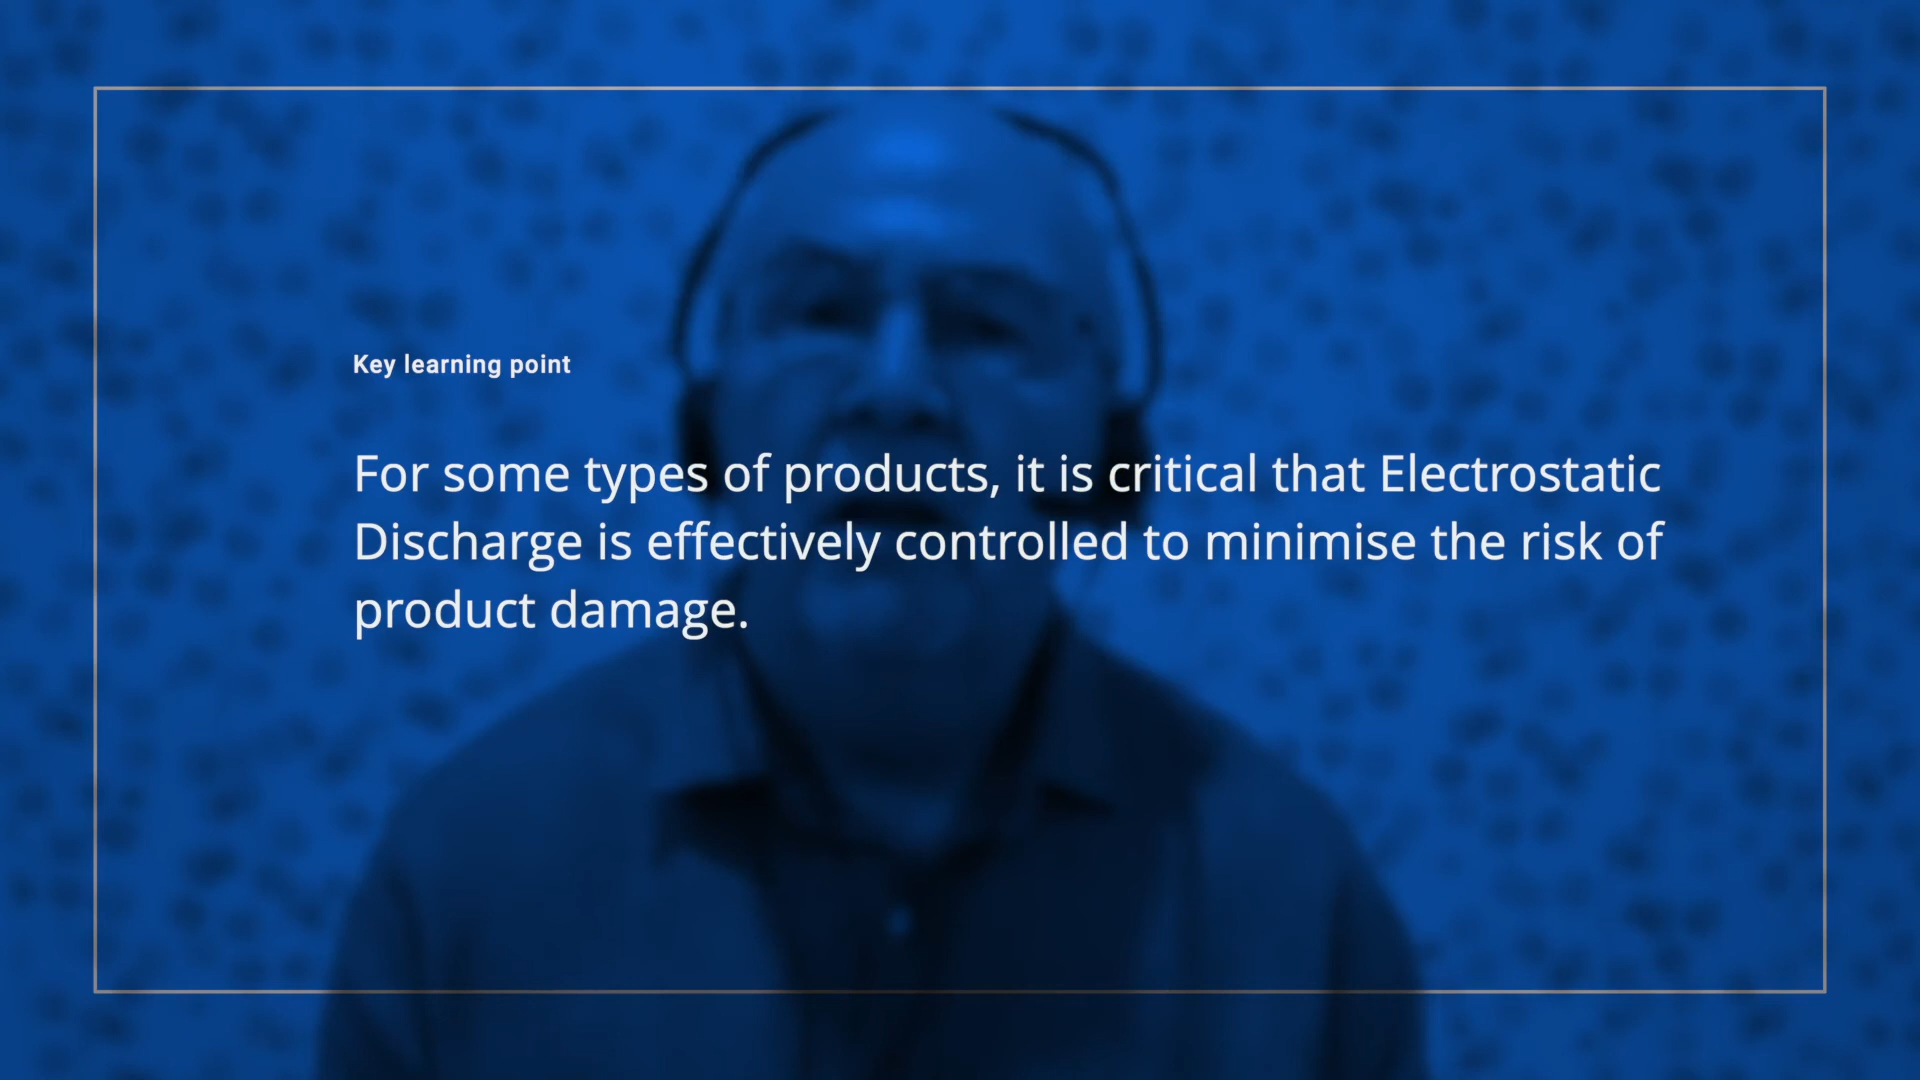 Key learning point
For some types of products, it is critical that Electrostatic
Discharge is effectively controlled to minimise the risk of
product damage.